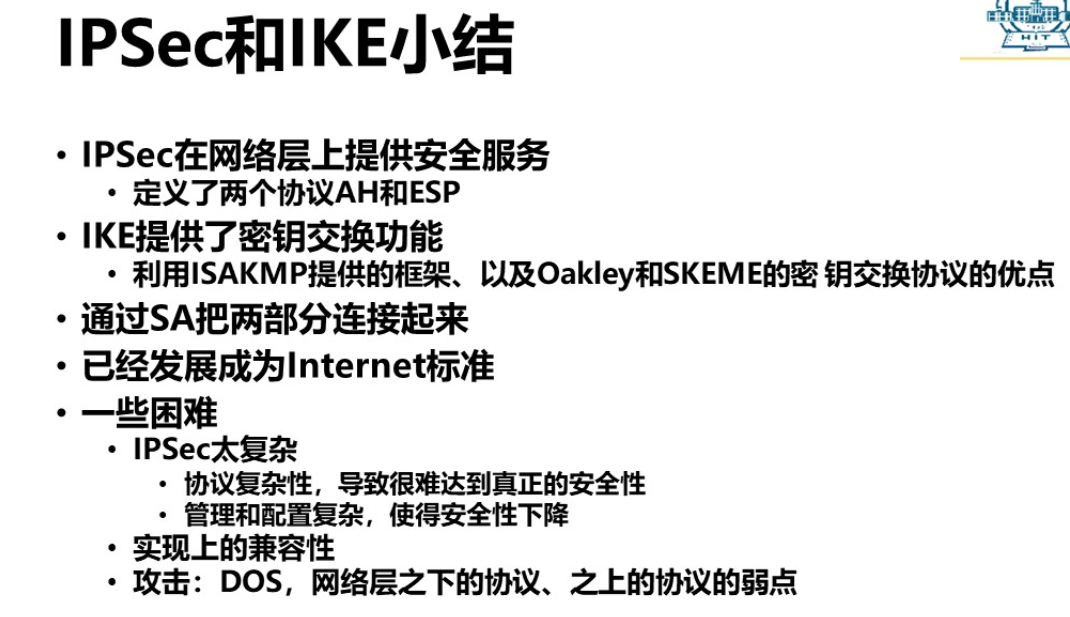 IPSec和IKE小结
HIT
• IPSec在网络层上提供安全服务
• 定义了两个协议AH和ESP
• IKE提供了密钥交换功能
• 利用ISAKMP提供的框架、以及Oakley和SKEME的密 钥交换协议的优点
• 通过SA把两部分连接起来
• 已经发展成为Internet标准
• 一些困难
• IPSec太复杂
• 协议复杂性，导致很难达到真正的安全性
• 管理和配置复杂，使得安全性下降
• 实现上的兼容性
• 攻击：DOS，网络层之下的协议、之上的协议的弱点